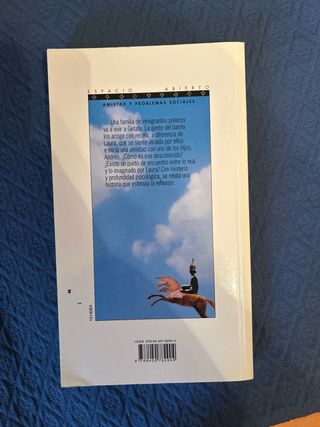 ESPACIO ABIERTO
AMISTAD Y PROBLEMAS SOCIALES
Una familia de inmigrantes polacos
va a vivir a Getafe. La gente del barrio
los acoge con recelo, a diferencia de
Laura, que se siente atraída por ellos
e inicia una amistad con uno de los hijos,
Andrés. ¿Cómo es ese desconocido?
¿Existe un punto de encuentro entre lo real
y lo imaginado por Laura? Con misterio
y profundidad psicológica, se relata una
historia que estimula la reflexión.
1514004